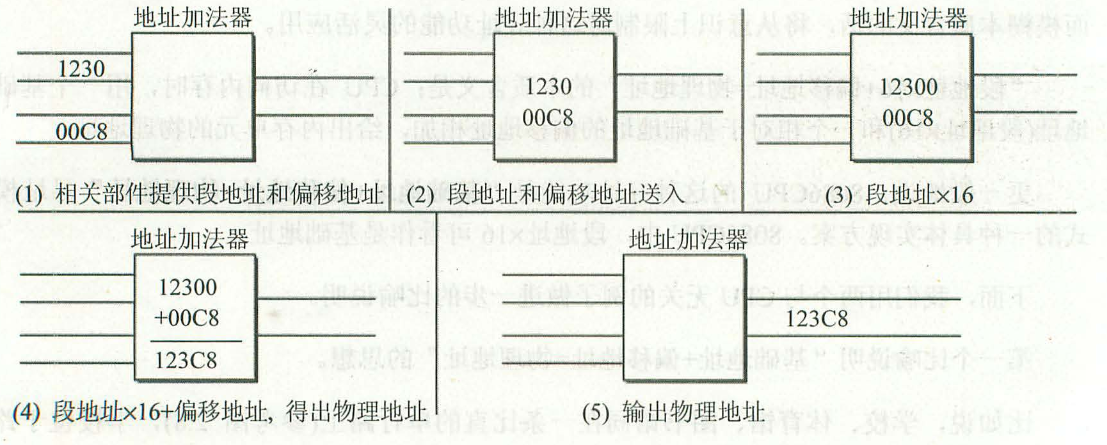 地址加法器
1230
00C8
(1) 相关部件提供段地址和偏移地址
地址加法器
1230
00C8
(2) 段地址和偏移地址送入
地址加法器
12300
00C8
(3) 段地址×16
地址加法器
12300
+00C8
123C8
(4) 段地址×16+偏移地址, 得出物理地址
地址加法器
123C8
(5) 输出物理地址